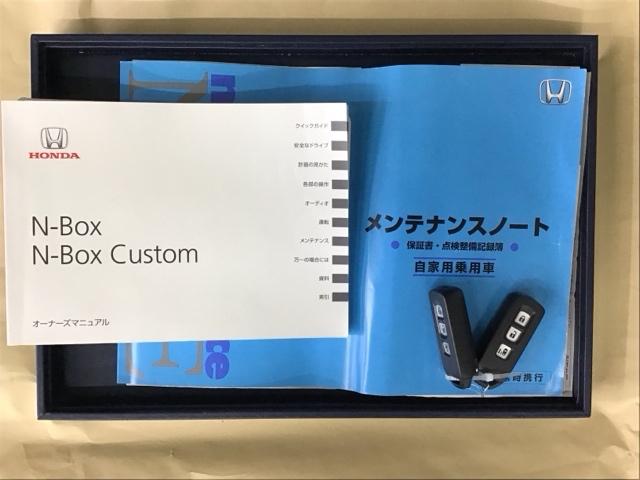 HONDA
N-Box
N-Box Custom
オーナーズマニュアル
クイックガイド
安全なドライブ
計器の見かた
各部の操作
オーディオ
運転
メンテナンス
万一の場合には
資料
索引
メンテナンスノート
保証書・点検整備記録簿
自家用乗用車
携行